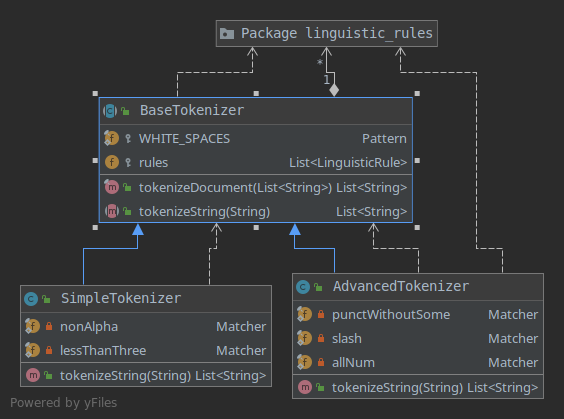 Package linguistic_rules
*
1
BaseTokenizer
WHITE_SPACES Pattern
rules List<LinguisticRule>
tokenizeDocument(List<String>) List<String>
tokenizeString(String) List<String>
SimpleTokenizer
nonAlpha Matcher
lessThanThree Matcher
tokenizeString(String) List<String>
AdvancedTokenizer
punctWithoutSome Matcher
slash Matcher
allNum Matcher
tokenizeString(String) List<String>
Powered by yFiles